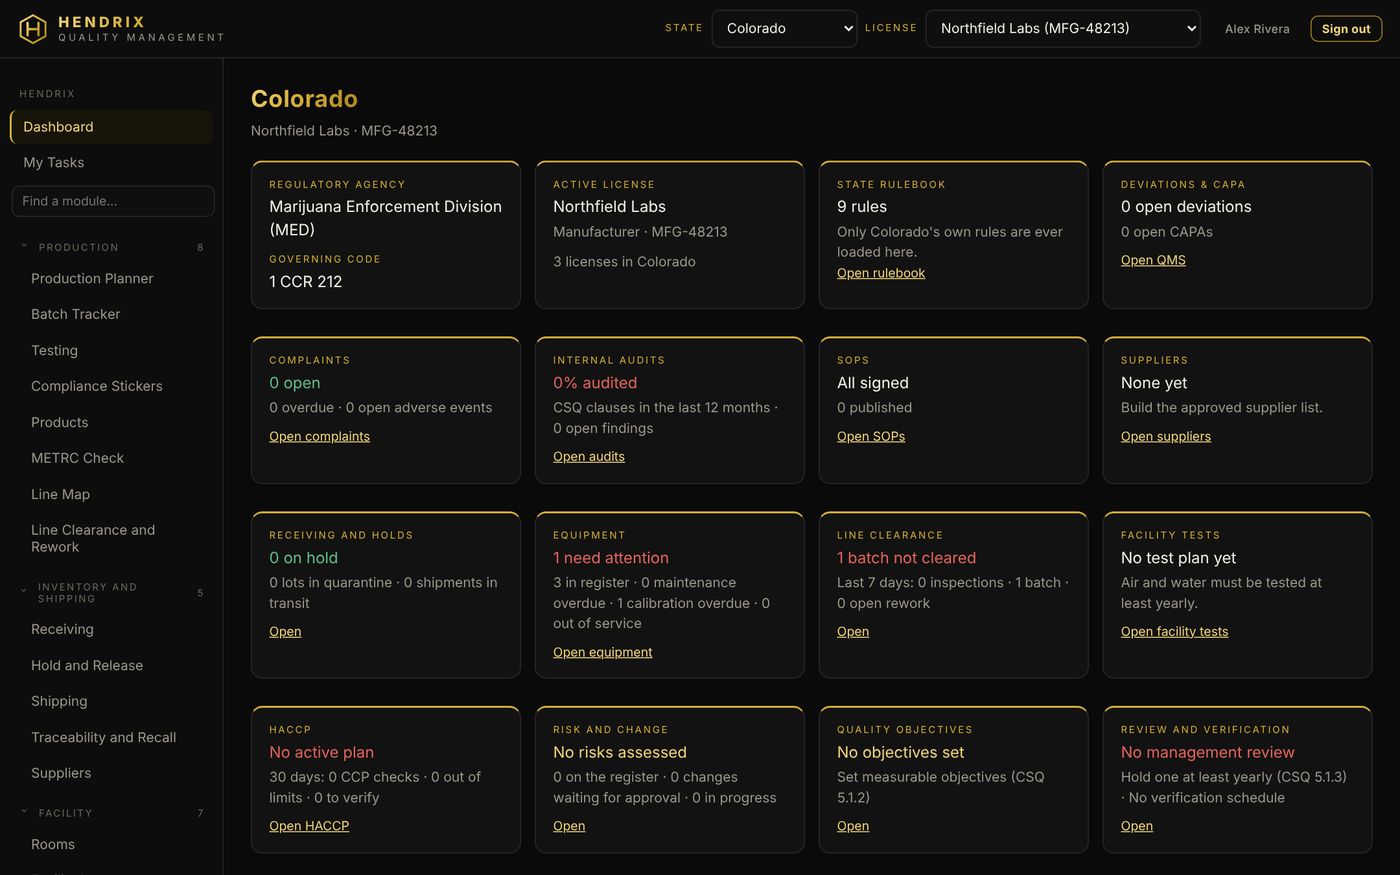 HENDRIX
QUALITY MANAGEMENT
STATE
Colorado
LICENSE
Northfield Labs (MFG-48213)
Alex Rivera
Sign out
HENDRIX
Dashboard
My Tasks
Find a module...
PRODUCTION
8
Production Planner
Batch Tracker
Testing
Compliance Stickers
Products
METRC Check
Line Map
Line Clearance and
Rework
INVENTORY AND
SHIPPING
5
Receiving
Hold and Release
Shipping
Traceability and Recall
Suppliers
FACILITY
7
Rooms
Colorado
Northfield Labs · MFG-48213
REGULATORY AGENCY
Marijuana Enforcement Division
(MED)
GOVERNING CODE
1 CCR 212
ACTIVE LICENSE
Northfield Labs
Manufacturer · MFG-48213
3 licenses in Colorado
STATE RULEBOOK
9 rules
Only Colorado's own rules are ever
loaded here.
Open rulebook
DEVIATIONS & CAPA
0 open deviations
0 open CAPAs
Open QMS
COMPLAINTS
0 open
0 overdue · 0 open adverse events
Open complaints
INTERNAL AUDITS
0% audited
CSQ clauses in the last 12 months ·
0 open findings
Open audits
SOPS
All signed
0 published
Open SOPs
SUPPLIERS
None yet
Build the approved supplier list.
Open suppliers
RECEIVING AND HOLDS
0 on hold
0 lots in quarantine · 0 shipments in
transit
Open
EQUIPMENT
1 need attention
3 in register · 0 maintenance
overdue · 1 calibration overdue · 0
out of service
Open equipment
LINE CLEARANCE
1 batch not cleared
Last 7 days: 0 inspections · 1 batch ·
0 open rework
Open
FACILITY TESTS
No test plan yet
Air and water must be tested at
least yearly.
Open facility tests
HACCP
No active plan
30 days: 0 CCP checks · 0 out of
limits · 0 to verify
Open HACCP
RISK AND CHANGE
No risks assessed
0 on the register · 0 changes
waiting for approval · 0 in progress
Open
QUALITY OBJECTIVES
No objectives set
Set measurable objectives (CSQ
5.1.2)
Open
REVIEW AND VERIFICATION
No management review
Hold one at least yearly (CSQ 5.1.3)
· No verification schedule
Open